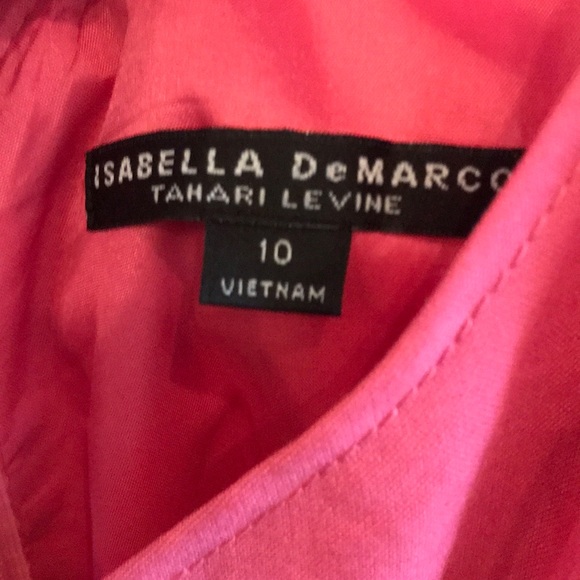 ISABELLA DeMARCO
TAHARI LEVINE
10
VIETNAM